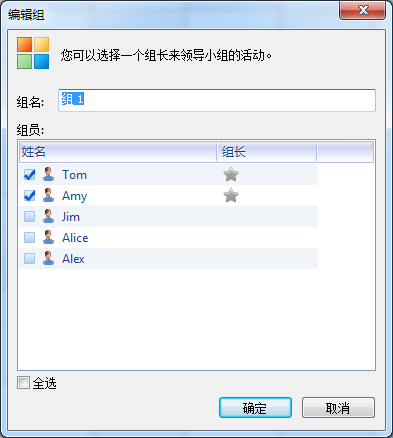 编辑组
您可以选择一个组长来领导小组的活动。
组名: 组 1
组员:
姓名 组长
Tom
Amy
Jim
Alice
Alex
全选
确定 取消